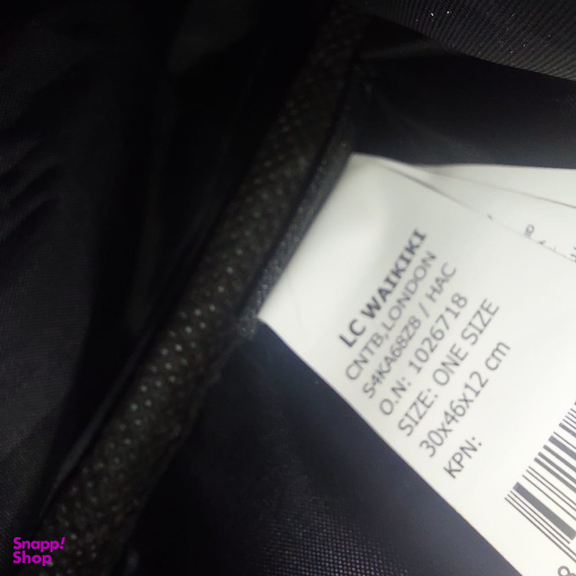 LC WAIKIKI
CNTB,LONDON
S4KA68Z8 / HAC
O.N: 1026718
SIZE: ONE SIZE
30x46x12 cm
KPN:
Snapp!
Shop